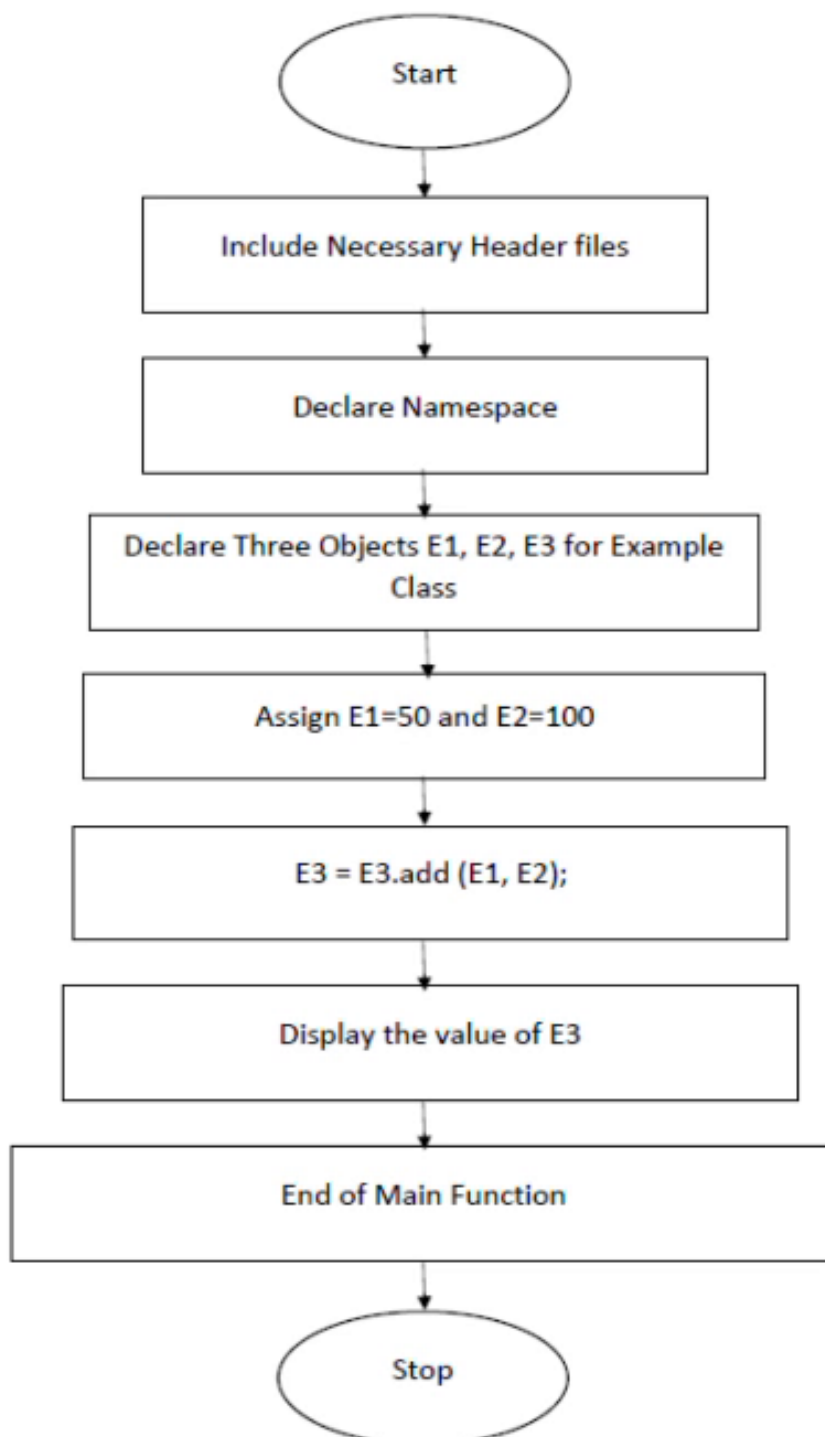 Start
Include Necessary Header files
Declare Namespace
Declare Three Objects E1, E2, E3 for Example
Class
Assign E1=50 and E2=100
E3 = E3.add (E1, E2);
Display the value of E3
End of Main Function
Stop